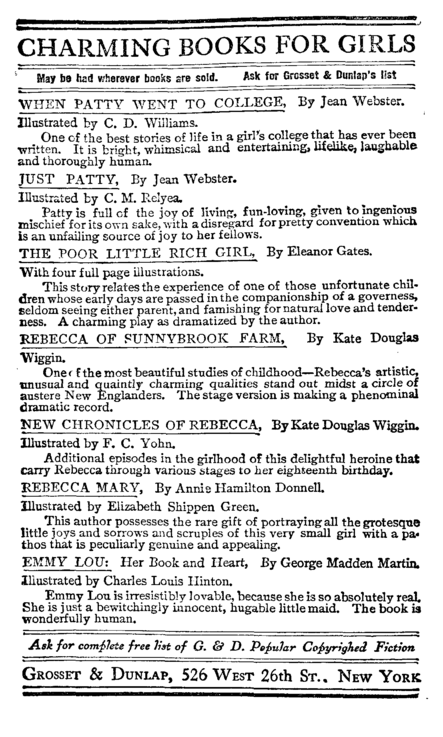 CHARMING BOOKS FOR GIRLS
May be had wherever books are sold. Ask for Grosset & Dunlap's list
WHEN PATTY WENT TO COLLEGE, By Jean Webster.
Illustrated by C. D. Williams.
One of the best stories of life in a girl's college that has ever been
written. It is bright, whimsical and entertaining, lifelike, laughable
and thoroughly human.
JUST PATTY, By Jean Webster.
Illustrated by C. M. Relyea.
Patty is full of the joy of living, fun-loving, given to ingenious
mischief for its own sake, with a disregard for pretty convention which
is an unfailing source of joy to her fellows.
THE POOR LITTLE RICH GIRL, By Eleanor Gates.
With four full page illustrations.
This story relates the experience of one of those unfortunate chil-
dren whose early days are passed in the companionship of a governess,
seldom seeing either parent, and famishing for natural love and tender-
ness. A charming play as dramatized by the author.
REBECCA OF SUNNYBROOK FARM, By Kate Douglas
Wiggin.
One of the most beautiful studies of childhood—Rebecca's artistic,
unusual and quaintly charming qualities stand out midst a circle of
austere New Englanders. The stage version is making a phenominal
dramatic record.
NEW CHRONICLES OF REBECCA, By Kate Douglas Wiggin.
Illustrated by F. C. Yohn.
Additional episodes in the girlhood of this delightful heroine that
carry Rebecca through various stages to her eighteenth birthday.
REBECCA MARY, By Annie Hamilton Donnell.
Illustrated by Elizabeth Shippen Green.
This author possesses the rare gift of portraying all the grotesque
little joys and sorrows and scruples of this very small girl with a pa-
thos that is peculiarly genuine and appealing.
EMMY LOU: Her Book and Heart, By George Madden Martin.
Illustrated by Charles Louis Hinton.
Emmy Lou is irresistibly lovable, because she is so absolutely real.
She is just a bewitchingly innocent, hugable little maid. The book is
wonderfully human.
Ask for complete free list of G. & D. Popular Copyrighed Fiction
GROSSET & DUNLAP, 526 WEST 26th ST., NEW YORK